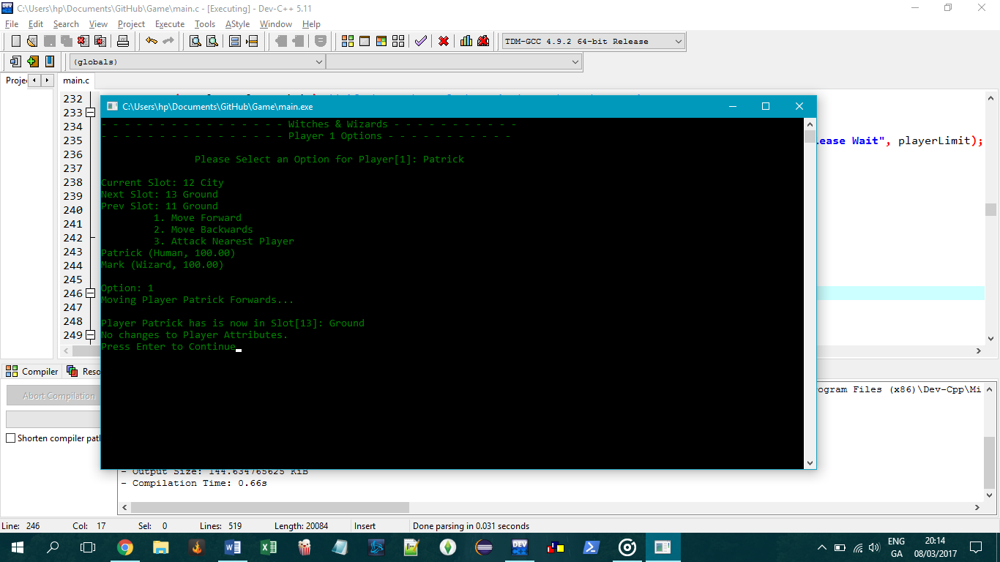 C:\Users\hp\Documents\GitHub\Game\main.c - [Executing] - Dev-C++ 5.11
File Edit Search View Project Execute Tools AStyle Window Help
TDM-GCC 4.9.2 64-bit Release
(globals)
Proje
main.c
232
233
234
235 ease Wait", playerLimit);
236
237
238
239
240
241
242
243
244
245
246
247
248
249
C:\Users\hp\Documents\GitHub\Game\main.exe
- - - - - - - - - - - - - - - - Witches & Wizards - - - - - - - - - - -
- - - - - - - - - - - - - - - - Player 1 Options - - - - - - - - - - -
Please Select an Option for Player[1]: Patrick
Current Slot: 12 City
Next Slot: 13 Ground
Prev Slot: 11 Ground
1. Move Forward
2. Move Backwards
3. Attack Nearest Player
Patrick (Human, 100.00)
Mark (Wizard, 100.00)
Option: 1
Moving Player Patrick Forwards...
Player Patrick has is now in Slot[13]: Ground
No changes to Player Attributes.
Press Enter to Continue
Compiler Reso
Abort Compilation
Shorten compiler pat
ogram Files (x86)\Dev-Cpp\Mi
- Output Size: 144.634765625 KiB
- Compilation Time: 0.66s
Line: 246 Col: 17 Sel: 0 Lines: 519 Length: 20084 Insert Done parsing in 0.031 seconds
ENG
GA
20:14
08/03/2017